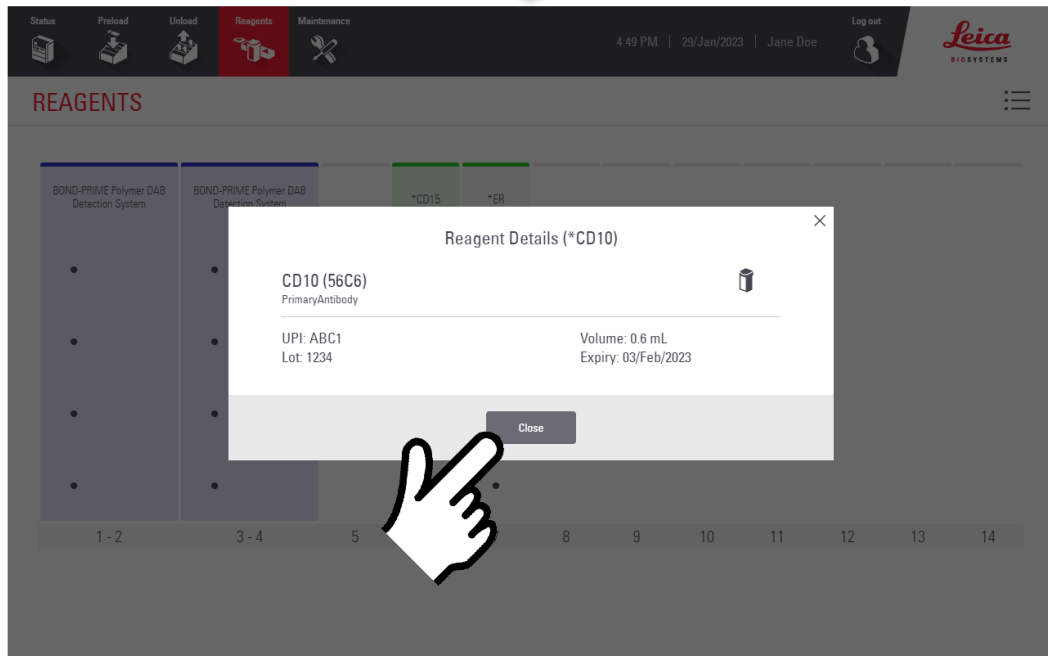 Status
Preload
Unload
Reagents
Maintenance
4:49 PM | 29/Jan/2023 | Jane Doe
Log out
Leica
BIOSYSTEMS
REAGENTS
BOND-PRIME Polymer DAB
Detection System
BOND-PRIME Polymer DAB
Detection System
*CD15
*ER
Reagent Details (*CD10)
CD10 (56C6)
PrimaryAntibody
UPI: ABC1
Lot: 1234
Volume: 0.6 mL
Expiry: 03/Feb/2023
Close
1 - 2
3 - 4
5
8
9
10
11
12
13
14